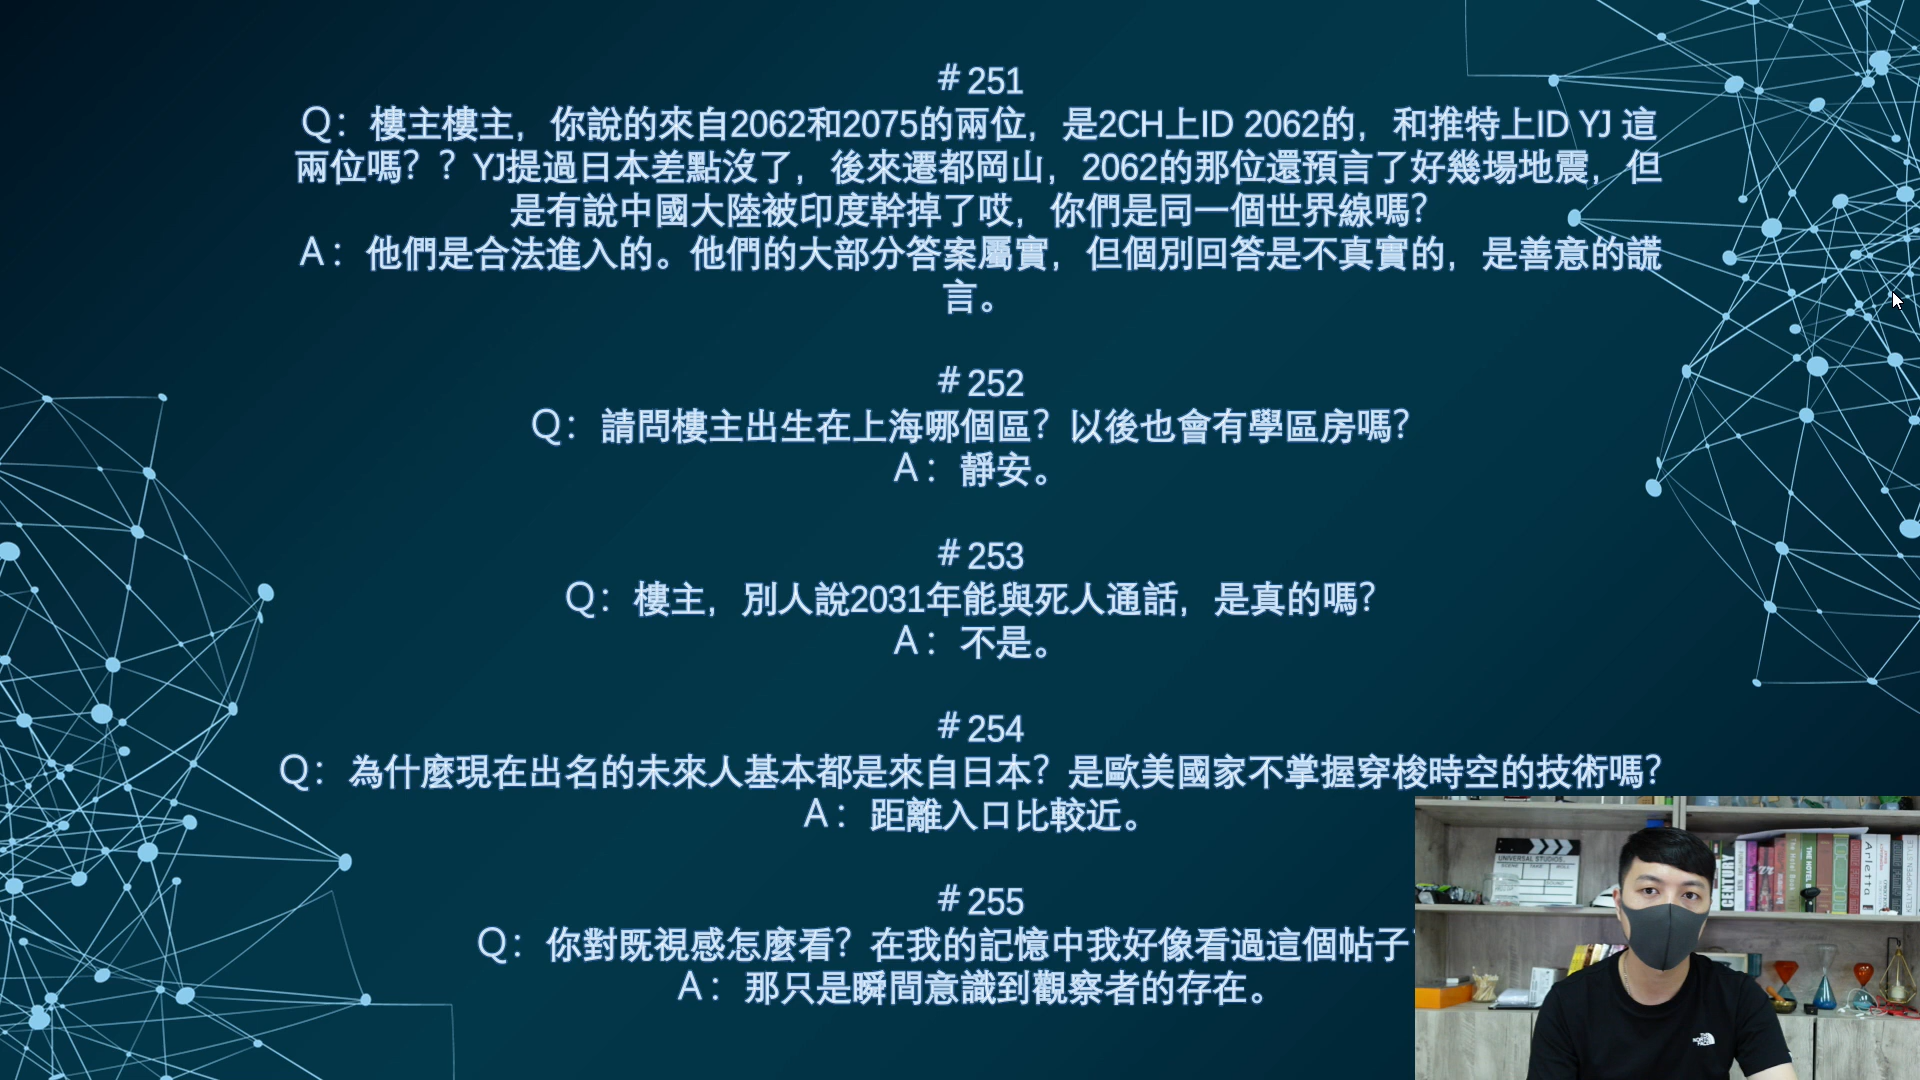 #251
Q：樓主樓主，你說的來自2062和2075的兩位，是2CH上ID 2062的，和推特上ID YJ 這
兩位嗎？？YJ提過日本差點沒了，後來遷都岡山，2062的那位還預言了好幾場地震，但
是有說中國大陸被印度幹掉了哎，你們是同一個世界線嗎？
A：他們是合法進入的。他們的大部分答案屬實，但個別回答是不真實的，是善意的謊
言。
#252
Q：請問樓主出生在上海哪個區？以後也會有學區房嗎？
A：靜安。
#253
Q：樓主，別人說2031年能與死人通話，是真的嗎？
A：不是。
#254
Q：為什麼現在出名的未來人基本都是來自日本？是歐美國家不掌握穿梭時空的技術嗎？
A：距離入口比較近。
#255
Q：你對既視感怎麼看？在我的記憶中我好像看過這個帖子
A：那只是瞬間意識到觀察者的存在。
UNIVERSAL STUDIOS
CENTURY
THE HOTEL
Arletta
THE NORTH FACE